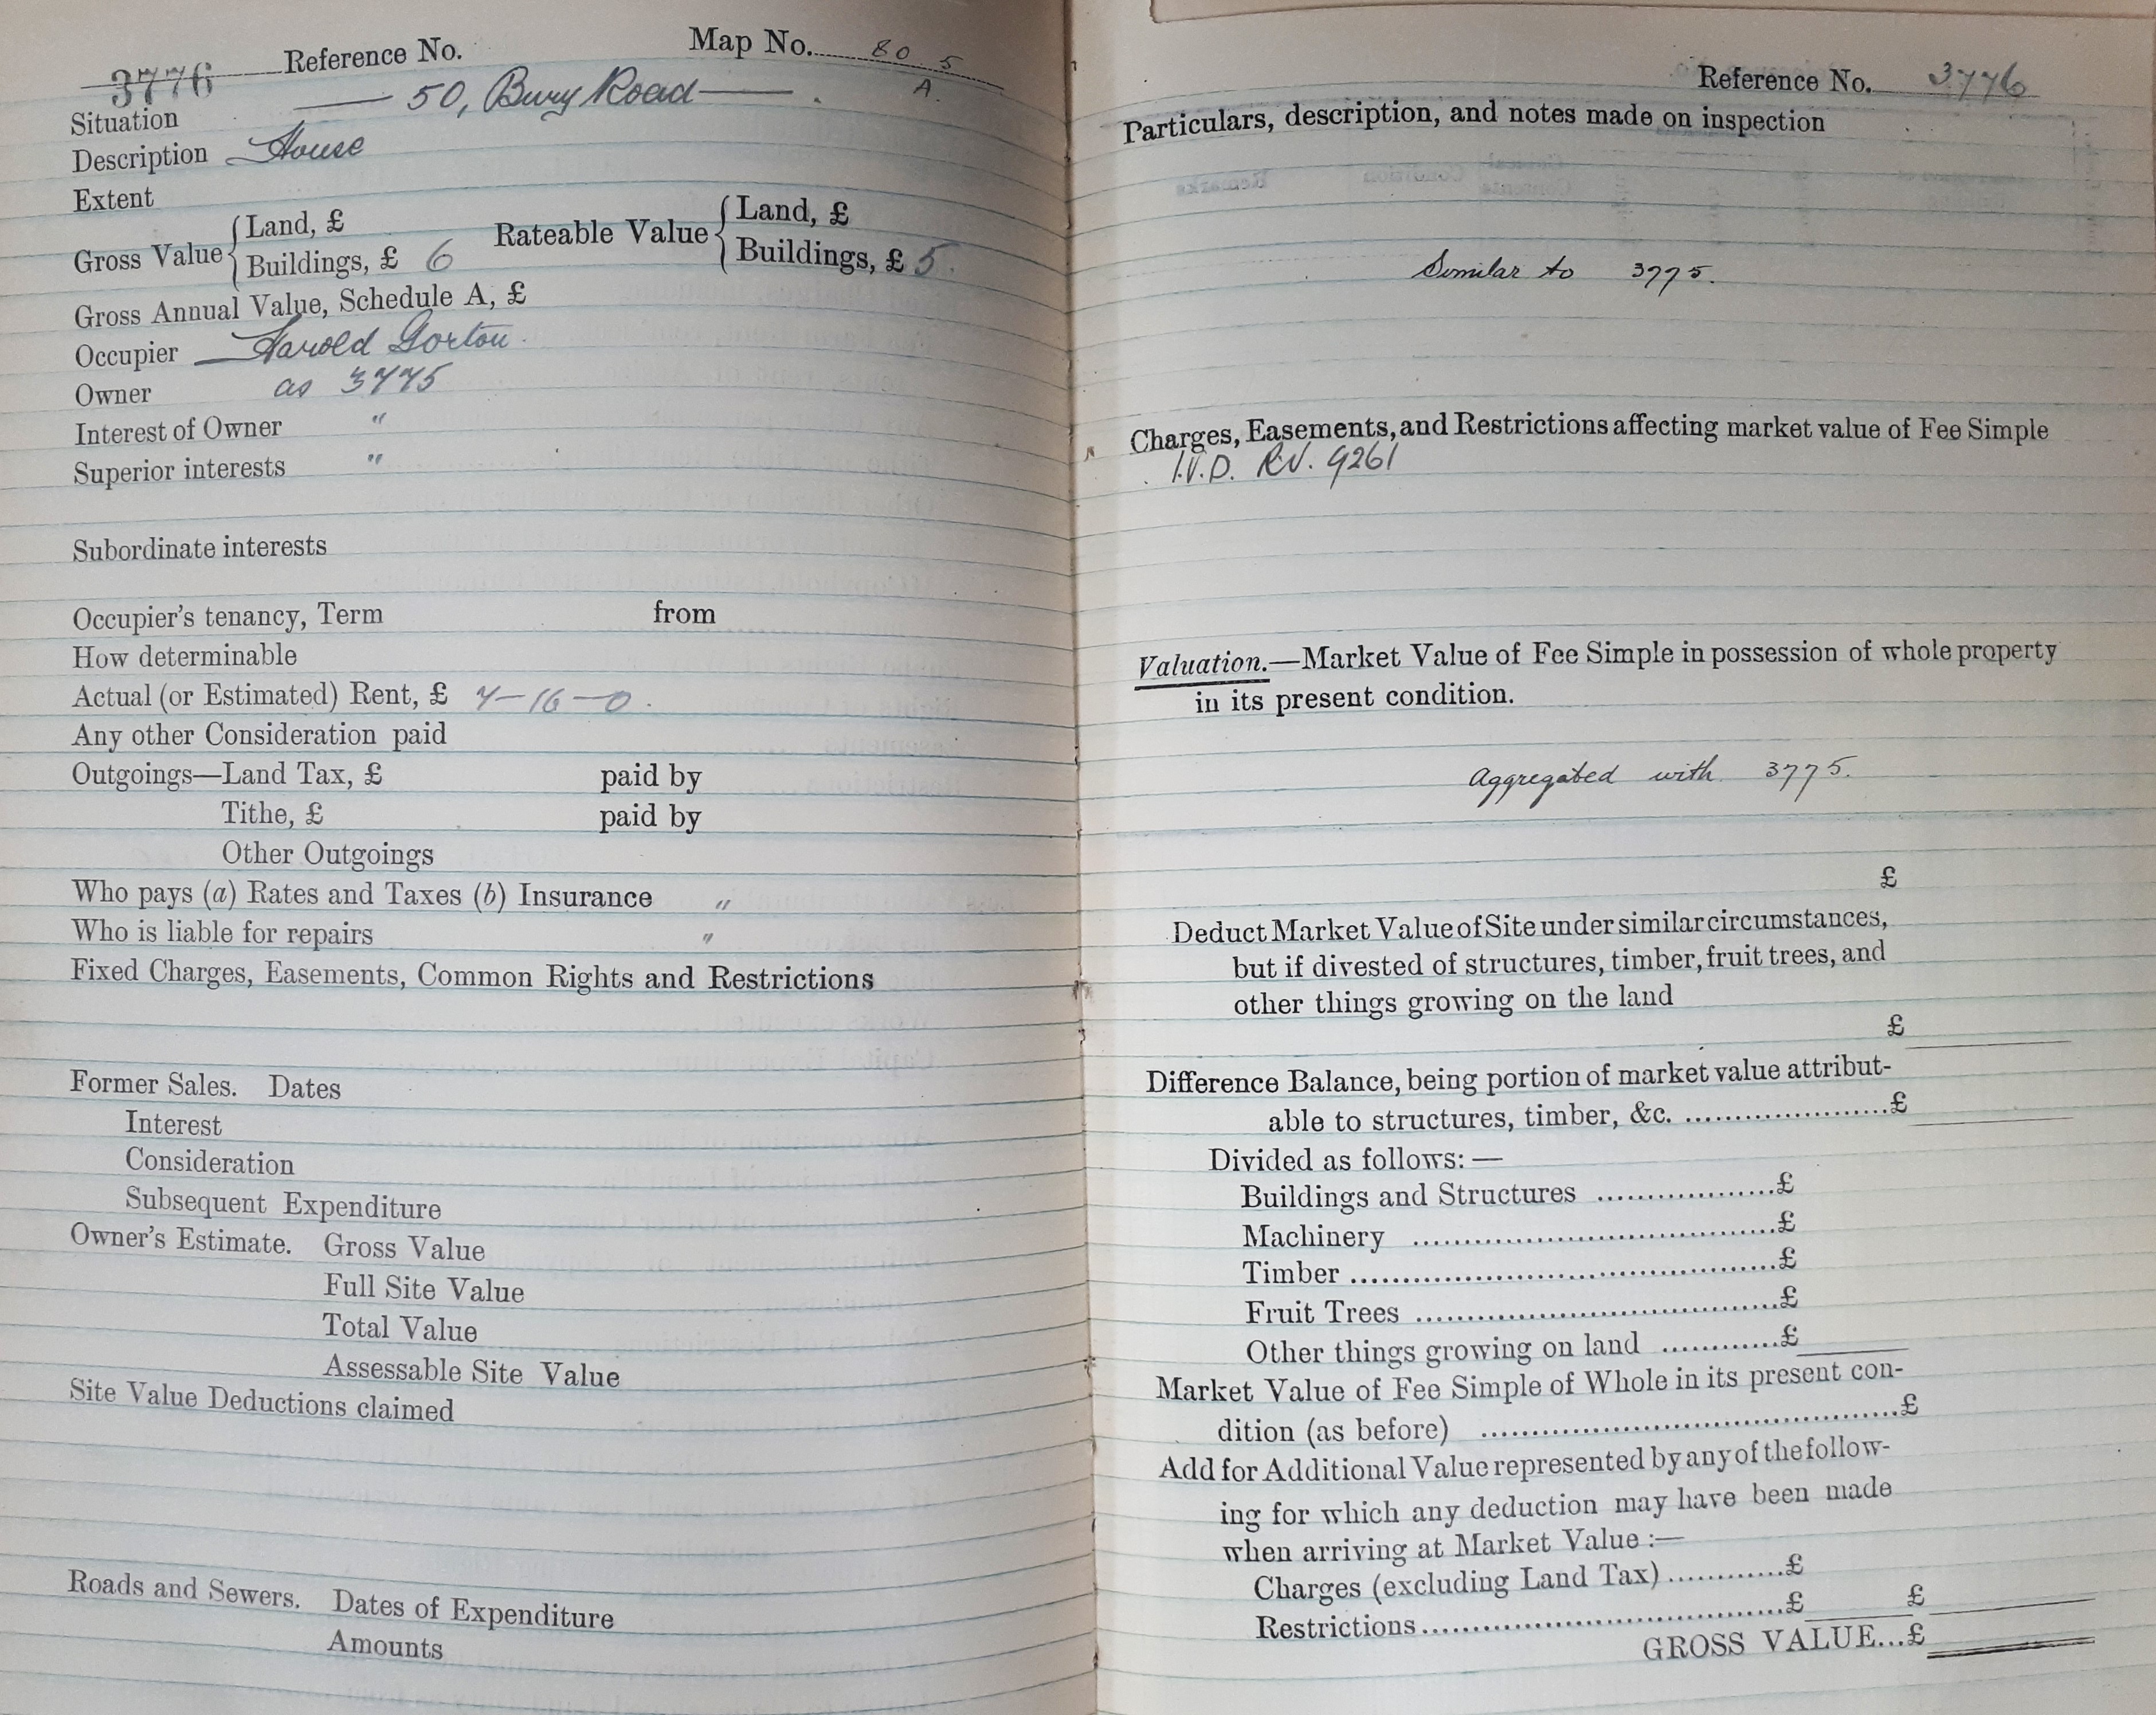 3776 Reference No. Map No. 80 5
A.
Situation — 50, Bury Road — .
Description House
Extent
Gross Value { Land, £ Rateable Value { Land, £
Buildings, £ 6 Buildings, £ 5.
Gross Annual Value, Schedule A, £
Occupier — Harold Gorton.
Owner as 3775
Interest of Owner "
Superior interests "
Subordinate interests
Occupier's tenancy, Term from
How determinable
Actual (or Estimated) Rent, £ 7–16–0.
Any other Consideration paid
Outgoings—Land Tax, £ paid by
Tithe, £ paid by
Other Outgoings
Who pays (a) Rates and Taxes (b) Insurance "
Who is liable for repairs "
Fixed Charges, Easements, Common Rights and Restrictions
Former Sales. Dates
Interest
Consideration
Subsequent Expenditure
Owner's Estimate. Gross Value
Full Site Value
Total Value
Assessable Site Value
Site Value Deductions claimed
Roads and Sewers. Dates of Expenditure
Amounts
Reference No. 3776
Particulars, description, and notes made on inspection
Similar to 3775.
Charges, Easements, and Restrictions affecting market value of Fee Simple
I.V.D. R.V. 9261
Valuation.—Market Value of Fee Simple in possession of whole property
in its present condition.
Aggregated with 3775.
£
Deduct Market Value of Site under similar circumstances,
but if divested of structures, timber, fruit trees, and
other things growing on the land
£
Difference Balance, being portion of market value attribut-
able to structures, timber, &c. .....................£
Divided as follows:—
Buildings and Structures ..................£
Machinery ....................................£
Timber ..........................................£
Fruit Trees ....................................£
Other things growing on land ............£
Market Value of Fee Simple of Whole in its present con-
dition (as before) ..........................................£
Add for Additional Value represented by any of the follow-
ing for which any deduction may have been made
when arriving at Market Value :—
Charges (excluding Land Tax) ............£
Restrictions ....................................£ £
GROSS VALUE...£